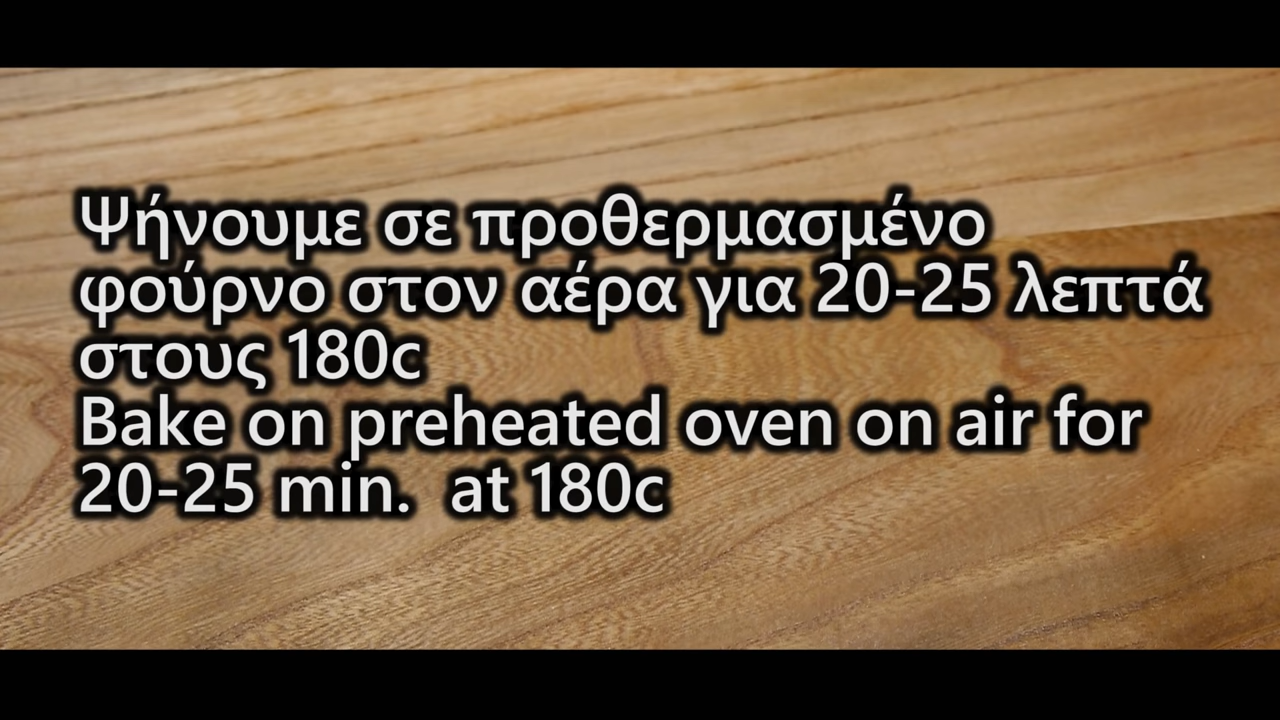 Ψήνουμε σε προθερμασμένο
φούρνο στον αέρα για 20-25 λεπτά
στους 180c
Bake on preheated oven on air for
20-25 min.  at 180c